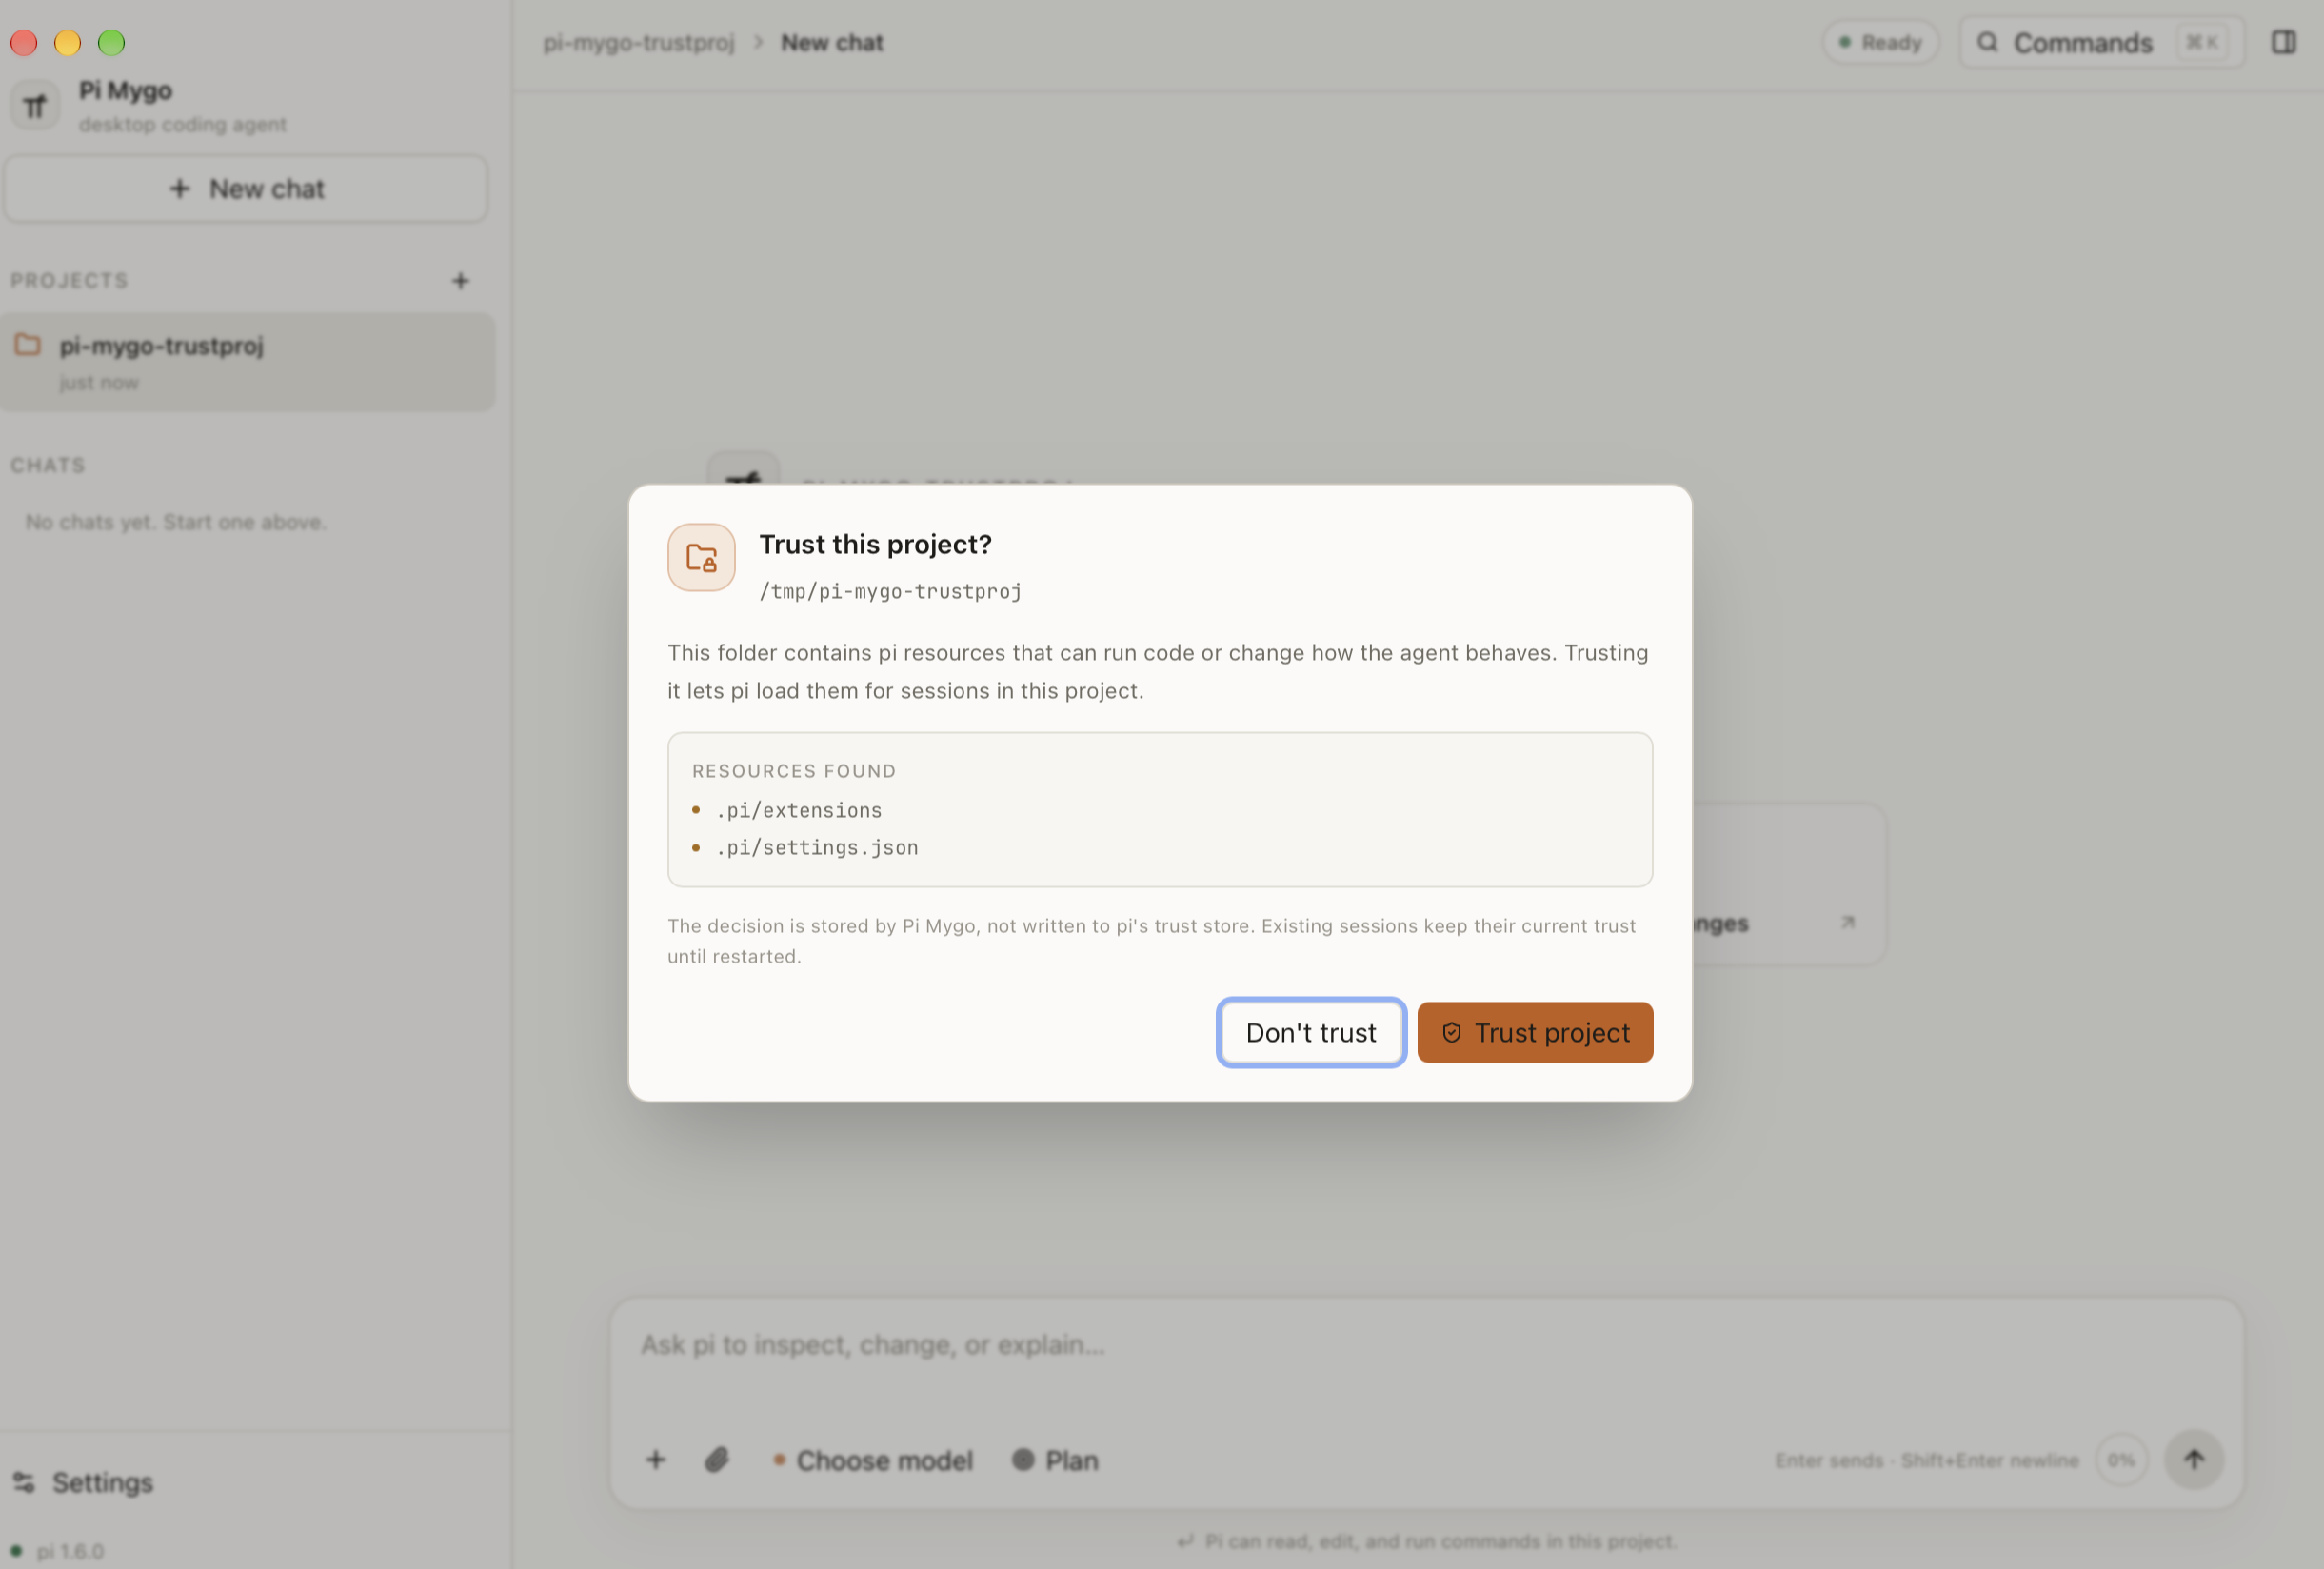 Pi Mygo
desktop coding agent
New chat
PROJECTS
pi-mygo-trustproj
just now
CHATS
No chats yet. Start one above.
Settings
pi 1.6.0
pi-mygo-trustproj > New chat
Ready
Commands ⌘K
Trust this project?
/tmp/pi-mygo-trustproj
This folder contains pi resources that can run code or change how the agent behaves. Trusting
it lets pi load them for sessions in this project.
RESOURCES FOUND
.pi/extensions
.pi/settings.json
The decision is stored by Pi Mygo, not written to pi's trust store. Existing sessions keep their current trust
until restarted.
Don't trust
Trust project
Ask pi to inspect, change, or explain...
Choose model
Plan
Enter sends · Shift+Enter newline
0%
Pi can read, edit, and run commands in this project.